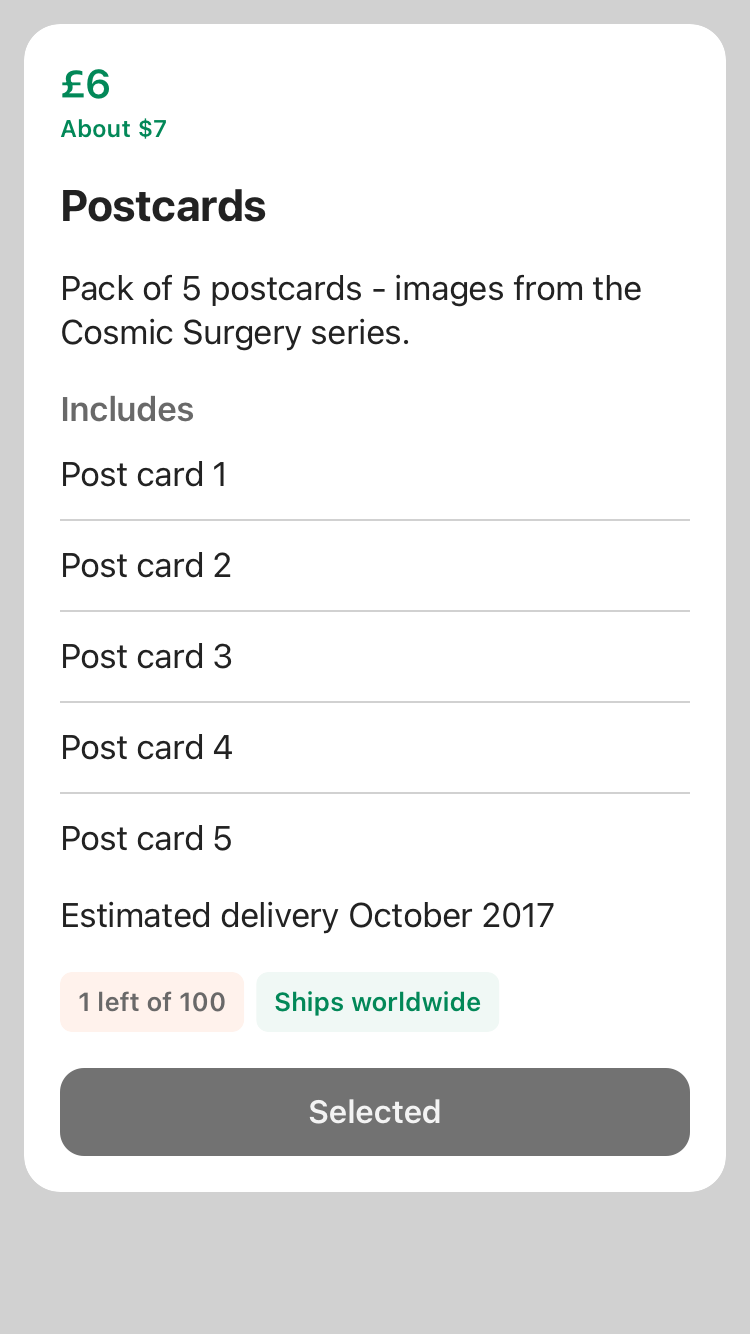 £6
About $7
Postcards
Pack of 5 postcards - images from the
Cosmic Surgery series.
Includes
Post card 1
Post card 2
Post card 3
Post card 4
Post card 5
Estimated delivery October 2017
1 left of 100
Ships worldwide
Selected